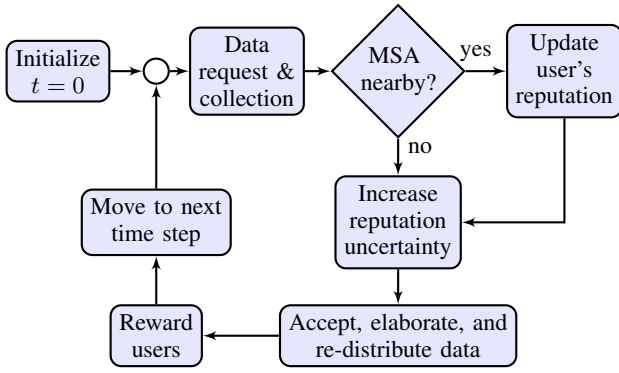 Initialize
t = 0
Data
request &
collection
MSA
nearby?
yes
Update
user's
reputation
no
Increase
reputation
uncertainty
Accept, elaborate, and
re-distribute data
Reward
users
Move to next
time step